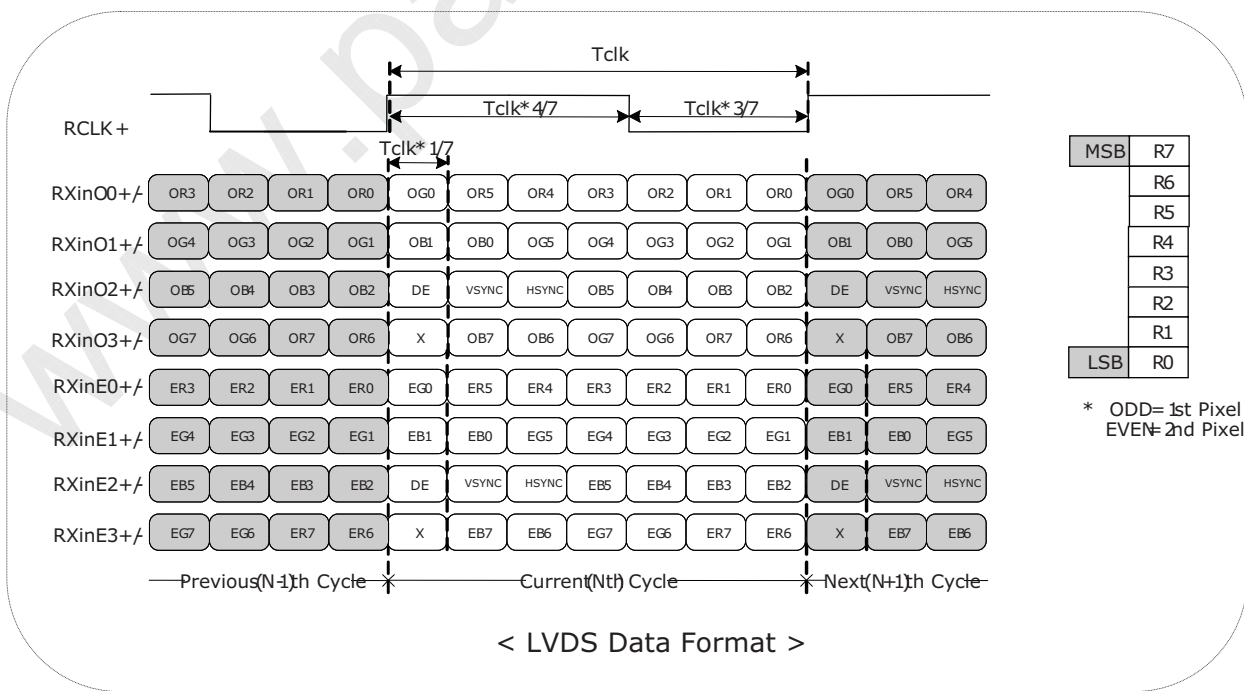 www.pa
Tclk
Tclk* 4/7 Tclk* 3/7
RCLK+
Tclk* 1/7
MSB R7
R6
R5
R4
R3
R2
R1
LSB R0
RXinO0+/- OR3 OR2 OR1 OR0 OG0 OR5 OR4 OR3 OR2 OR1 OR0 OG0 OR5 OR4
RXinO1+/- OG4 OG3 OG2 OG1 OB1 OB0 OG5 OG4 OG3 OG2 OG1 OB1 OB0 OG5
RXinO2+/- OB5 OB4 OB3 OB2 DE VSYNC HSYNC OB5 OB4 OB3 OB2 DE VSYNC HSYNC
RXinO3+/- OG7 OG6 OR7 OR6 X OB7 OB6 OG7 OG6 OR7 OR6 X OB7 OB6
RXinE0+/- ER3 ER2 ER1 ER0 EG0 ER5 ER4 ER3 ER2 ER1 ER0 EG0 ER5 ER4
RXinE1+/- EG4 EG3 EG2 EG1 EB1 EB0 EG5 EG4 EG3 EG2 EG1 EB1 EB0 EG5
RXinE2+/- EB5 EB4 EB3 EB2 DE VSYNC HSYNC EB5 EB4 EB3 EB2 DE VSYNC HSYNC
RXinE3+/- EG7 EG6 ER7 ER6 X EB7 EB6 EG7 EG6 ER7 ER6 X EB7 EB6
* ODD= 1st Pixel
EVEN= 2nd Pixel
Previous(N-1)th Cycle Current(Nth) Cycle Next(N+1)th Cycle
< LVDS Data Format >